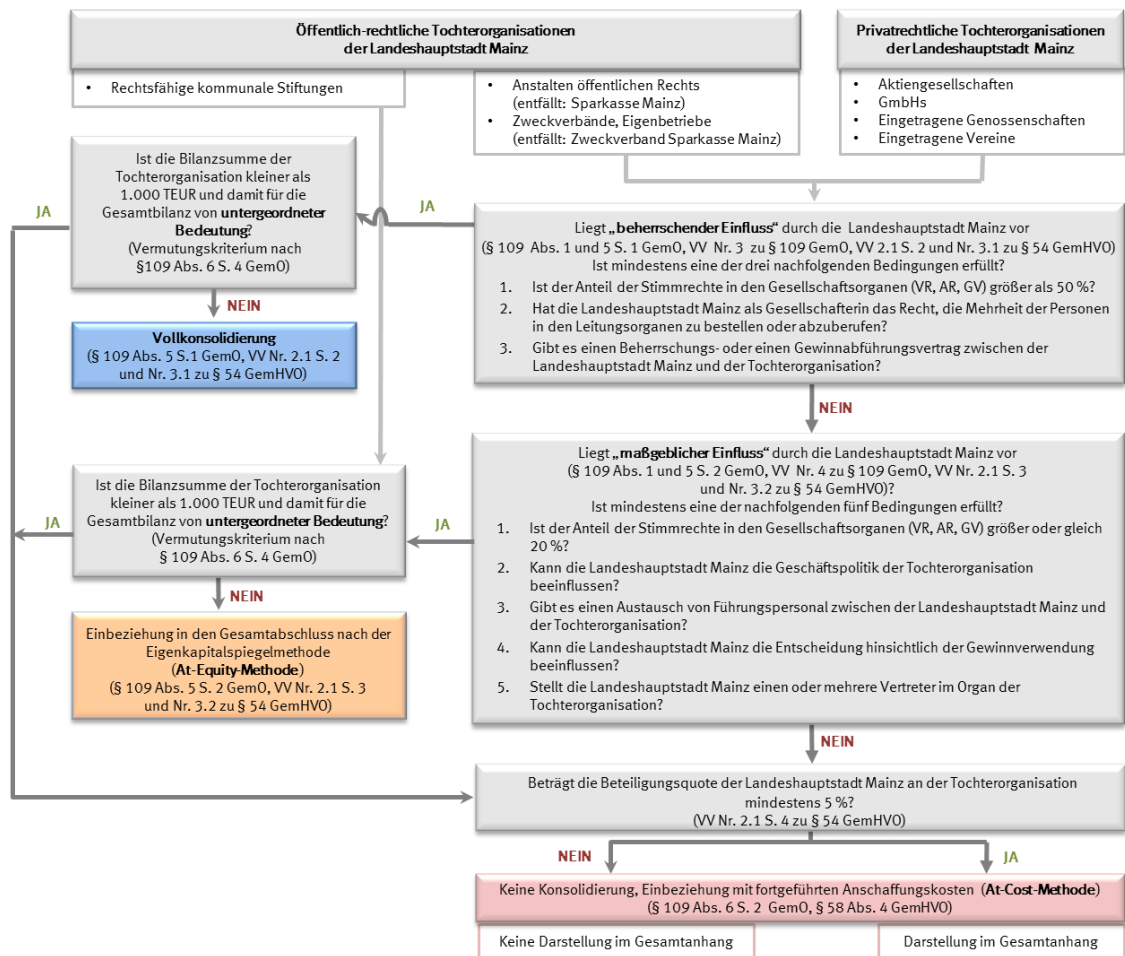 Öffentlich-rechtliche Tochterorganisationen
der Landeshauptstadt Mainz
Privatrechtliche Tochterorganisationen
der Landeshauptstadt Mainz
• Rechtsfähige kommunale Stiftungen
• Anstalten öffentlichen Rechts
(entfällt: Sparkasse Mainz)
• Zweckverbände, Eigenbetriebe
(entfällt: Zweckverband Sparkasse Mainz)
• Aktiengesellschaften
• GmbHs
• Eingetragene Genossenschaften
• Eingetragene Vereine
Ist die Bilanzsumme der
Tochterorganisation kleiner als
1.000 TEUR und damit für die
Gesamtbilanz von untergeordneter
Bedeutung?
(Vermutungskriterium nach
§109 Abs. 6 S. 4 GemO)
JA
JA
NEIN
Vollkonsolidierung
(§ 109 Abs. 5 S.1 GemO, VV Nr. 2.1 S. 2
und Nr. 3.1 zu § 54 GemHVO)
Liegt „beherrschender Einfluss“ durch die Landeshauptstadt Mainz vor
(§ 109 Abs. 1 und 5 S. 1 GemO, VV Nr. 3 zu § 109 GemO, VV 2.1 S. 2 und Nr. 3.1 zu § 54 GemHVO)
Ist mindestens eine der drei nachfolgenden Bedingungen erfüllt?
1. Ist der Anteil der Stimmrechte in den Gesellschaftsorganen (VR, AR, GV) größer als 50 %?
2. Hat die Landeshauptstadt Mainz als Gesellschafterin das Recht, die Mehrheit der Personen
in den Leitungsorganen zu bestellen oder abzuberufen?
3. Gibt es einen Beherrschungs- oder einen Gewinnabführungsvertrag zwischen der
Landeshauptstadt Mainz und der Tochterorganisation?
NEIN
Ist die Bilanzsumme der Tochterorganisation
kleiner als 1.000 TEUR und damit für die
Gesamtbilanz von untergeordneter Bedeutung?
(Vermutungskriterium nach
§ 109 Abs. 6 S. 4 GemO)
JA
JA
NEIN
Einbeziehung in den Gesamtabschluss nach der
Eigenkapitalspiegelmethode
(At-Equity-Methode)
(§ 109 Abs. 5 S. 2 GemO, VV Nr. 2.1 S. 3
und Nr. 3.2 zu § 54 GemHVO)
Liegt „maßgeblicher Einfluss“ durch die Landeshauptstadt Mainz vor
(§ 109 Abs. 1 und 5 S. 2 GemO, VV Nr. 4 zu § 109 GemO, VV Nr. 2.1 S. 3
und Nr. 3.2 zu § 54 GemHVO)?
Ist mindestens eine der nachfolgenden fünf Bedingungen erfüllt?
1. Ist der Anteil der Stimmrechte in den Gesellschaftsorganen (VR, AR, GV) größer oder gleich
20 %?
2. Kann die Landeshauptstadt Mainz die Geschäftspolitik der Tochterorganisation
beeinflussen?
3. Gibt es einen Austausch von Führungspersonal zwischen der Landeshauptstadt Mainz und
der Tochterorganisation?
4. Kann die Landeshauptstadt Mainz die Entscheidung hinsichtlich der Gewinnverwendung
beeinflussen?
5. Stellt die Landeshauptstadt Mainz einen oder mehrere Vertreter im Organ der
Tochterorganisation?
NEIN
Beträgt die Beteiligungsquote der Landeshauptstadt Mainz an der Tochterorganisation
mindestens 5 %?
(VV Nr. 2.1 S. 4 zu § 54 GemHVO)
NEIN
JA
Keine Konsolidierung, Einbeziehung mit fortgeführten Anschaffungskosten (At-Cost-Methode)
(§ 109 Abs. 6 S. 2 GemO, § 58 Abs. 4 GemHVO)
Keine Darstellung im Gesamtanhang
Darstellung im Gesamtanhang